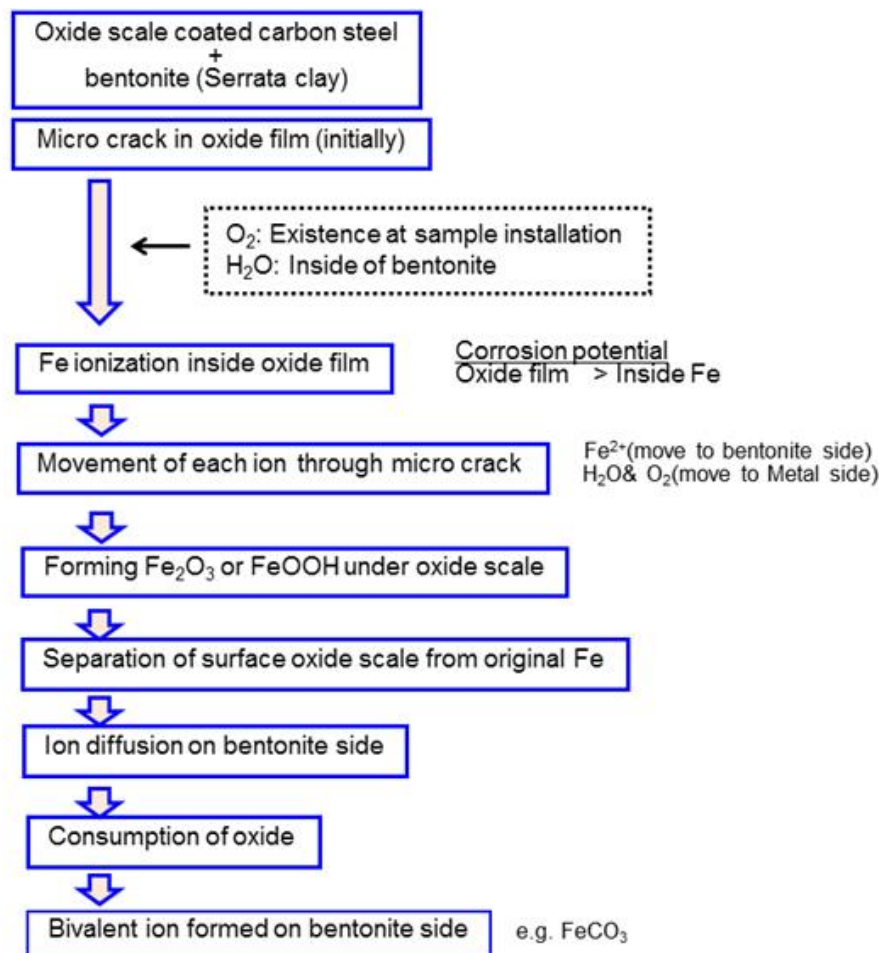 Oxide scale coated carbon steel
+
bentonite (Serrata clay)
Micro crack in oxide film (initially)
O₂: Existence at sample installation
H₂O: Inside of bentonite
Fe ionization inside oxide film
Corrosion potential
Oxide film > Inside Fe
Movement of each ion through micro crack
Fe²⁺(move to bentonite side)
H₂O& O₂(move to Metal side)
Forming Fe₂O₃ or FeOOH under oxide scale
Separation of surface oxide scale from original Fe
Ion diffusion on bentonite side
Consumption of oxide
Bivalent ion formed on bentonite side
e.g. FeCO₃